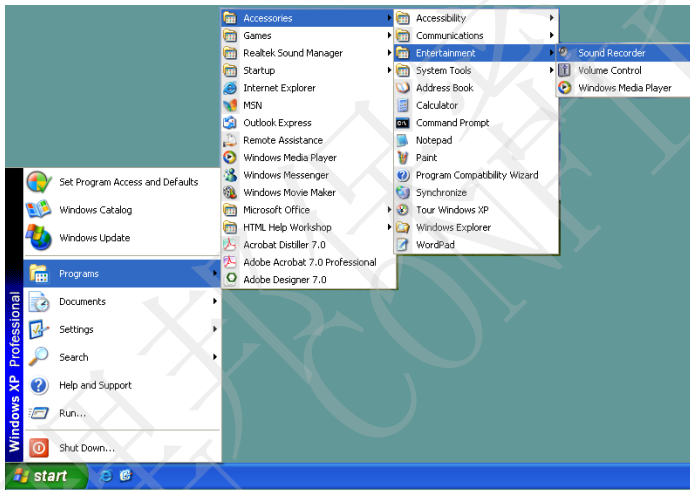 Accessories
Games
Realtek Sound Manager
Startup
Internet Explorer
MSN
Outlook Express
Remote Assistance
Windows Media Player
Windows Messenger
Windows Movie Maker
Microsoft Office
HTML Help Workshop
Acrobat Distiller 7.0
Adobe Acrobat 7.0 Professional
Adobe Designer 7.0
Accessibility
Communications
Entertainment
System Tools
Address Book
Calculator
Command Prompt
Notepad
Paint
Program Compatibility Wizard
Synchronize
Tour Windows XP
Windows Explorer
WordPad
Sound Recorder
Volume Control
Windows Media Player
Set Program Access and Defaults
Windows Catalog
Windows Update
Programs
Documents
Settings
Search
Help and Support
Run...
Shut Down...
Windows XP Professional
start